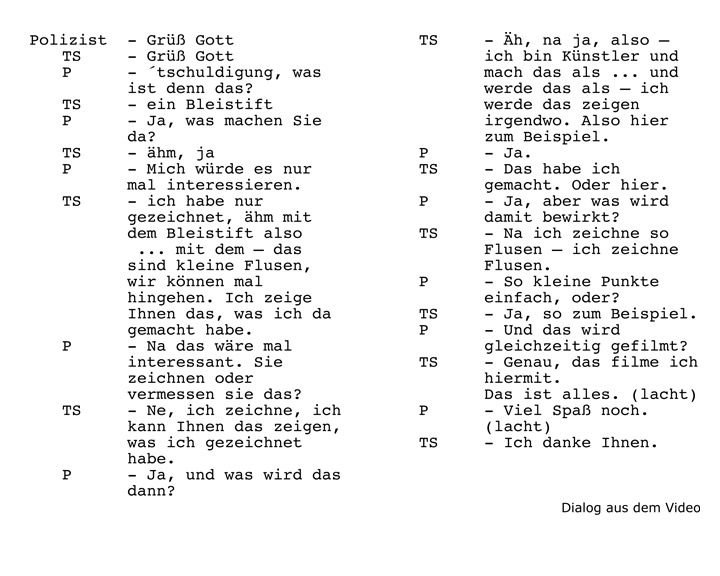 Polizist - Grüß Gott
TS - Grüß Gott
P - ´tschuldigung, was
ist denn das?
TS - ein Bleistift
P - Ja, was machen Sie
da?
TS - ähm, ja
P - Mich würde es nur
mal interessieren.
TS - ich habe nur
gezeichnet, ähm mit
dem Bleistift also
... mit dem – das
sind kleine Flusen,
wir können mal
hingehen. Ich zeige
Ihnen das, was ich da
gemacht habe.
P - Na das wäre mal
interessant. Sie
zeichnen oder
vermessen sie das?
TS - Ne, ich zeichne, ich
kann Ihnen das zeigen,
was ich gezeichnet
habe.
P - Ja, und was wird das
dann?
TS - Äh, na ja, also –
ich bin Künstler und
mach das als ... und
werde das als – ich
werde das zeigen
irgendwo. Also hier
zum Beispiel.
P - Ja.
TS - Das habe ich
gemacht. Oder hier.
P - Ja, aber was wird
damit bewirkt?
TS - Na ich zeichne so
Flusen – ich zeichne
Flusen.
P - So kleine Punkte
einfach, oder?
TS - Ja, so zum Beispiel.
P - Und das wird
gleichzeitig gefilmt?
TS - Genau, das filme ich
hiermit.
Das ist alles. (lacht)
P - Viel Spaß noch.
(lacht)
TS - Ich danke Ihnen.
Dialog aus dem Video